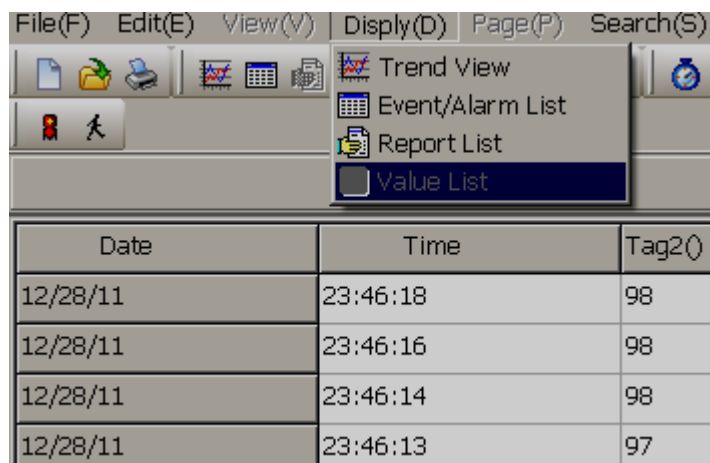 File(F) Edit(E) View(V) Disply(D) Page(P) Search(S)
Trend View
Event/Alarm List
Report List
Value List
Date Time Tag2()
12/28/11 23:46:18 98
12/28/11 23:46:16 98
12/28/11 23:46:14 98
12/28/11 23:46:13 97